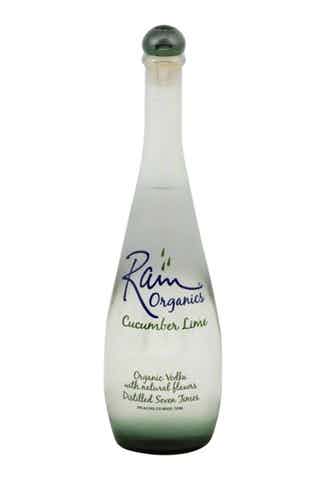 Rain
Organics
Cucumber Lime
Organic Vodka
with natural flavors
Distilled Seven Times